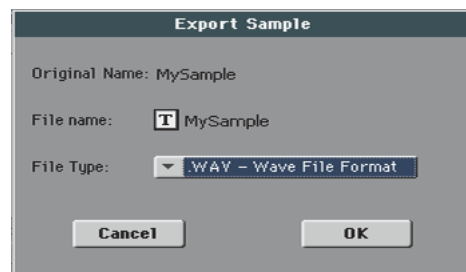 Export Sample
Original Name: MySample
File name: T MySample
File Type: .WAV – Wave File Format
Cancel OK